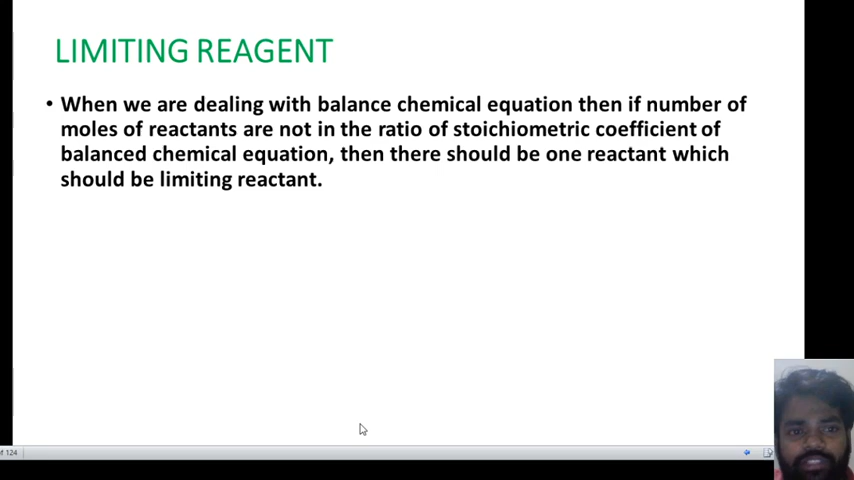 LIMITING REAGENT
• When we are dealing with balance chemical equation then if number of
moles of reactants are not in the ratio of stoichiometric coefficient of
balanced chemical equation, then there should be one reactant which
should be limiting reactant.
of 124